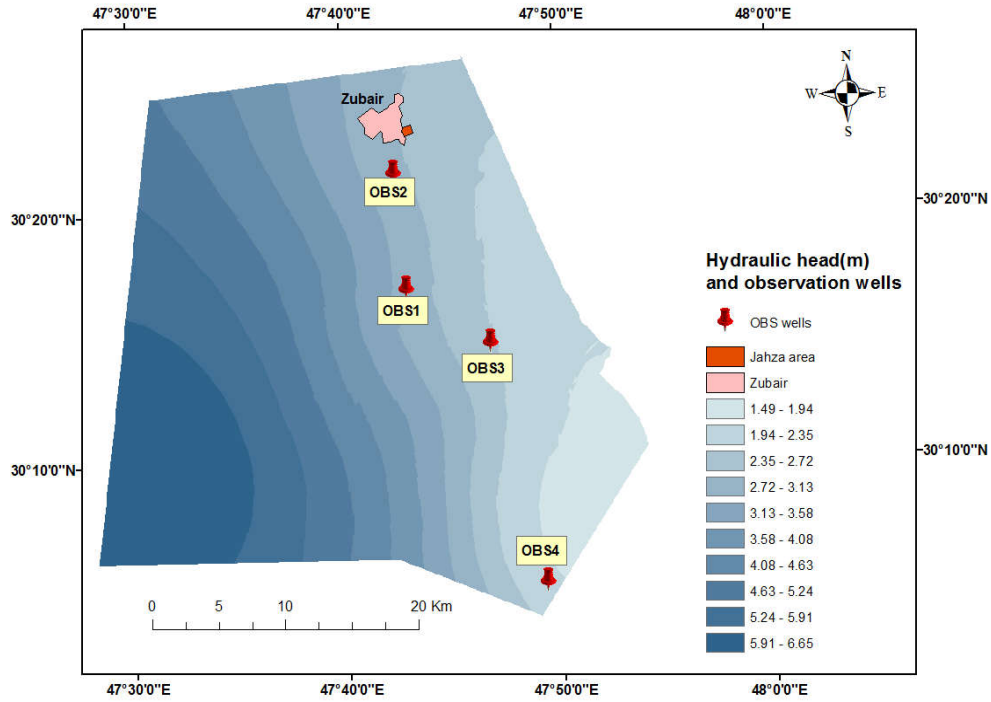 47°30'0"E 47°40'0"E 47°50'0"E 48°0'0"E
N
W E
S
Zubair
OBS2
30°20'0"N 30°20'0"N
OBS1
OBS3
30°10'0"N 30°10'0"N
OBS4
0 5 10 20 Km
Hydraulic head(m)
and observation wells
OBS wells
Jahza area
Zubair
1.49 - 1.94
1.94 - 2.35
2.35 - 2.72
2.72 - 3.13
3.13 - 3.58
3.58 - 4.08
4.08 - 4.63
4.63 - 5.24
5.24 - 5.91
5.91 - 6.65
47°30'0"E 47°40'0"E 47°50'0"E 48°0'0"E